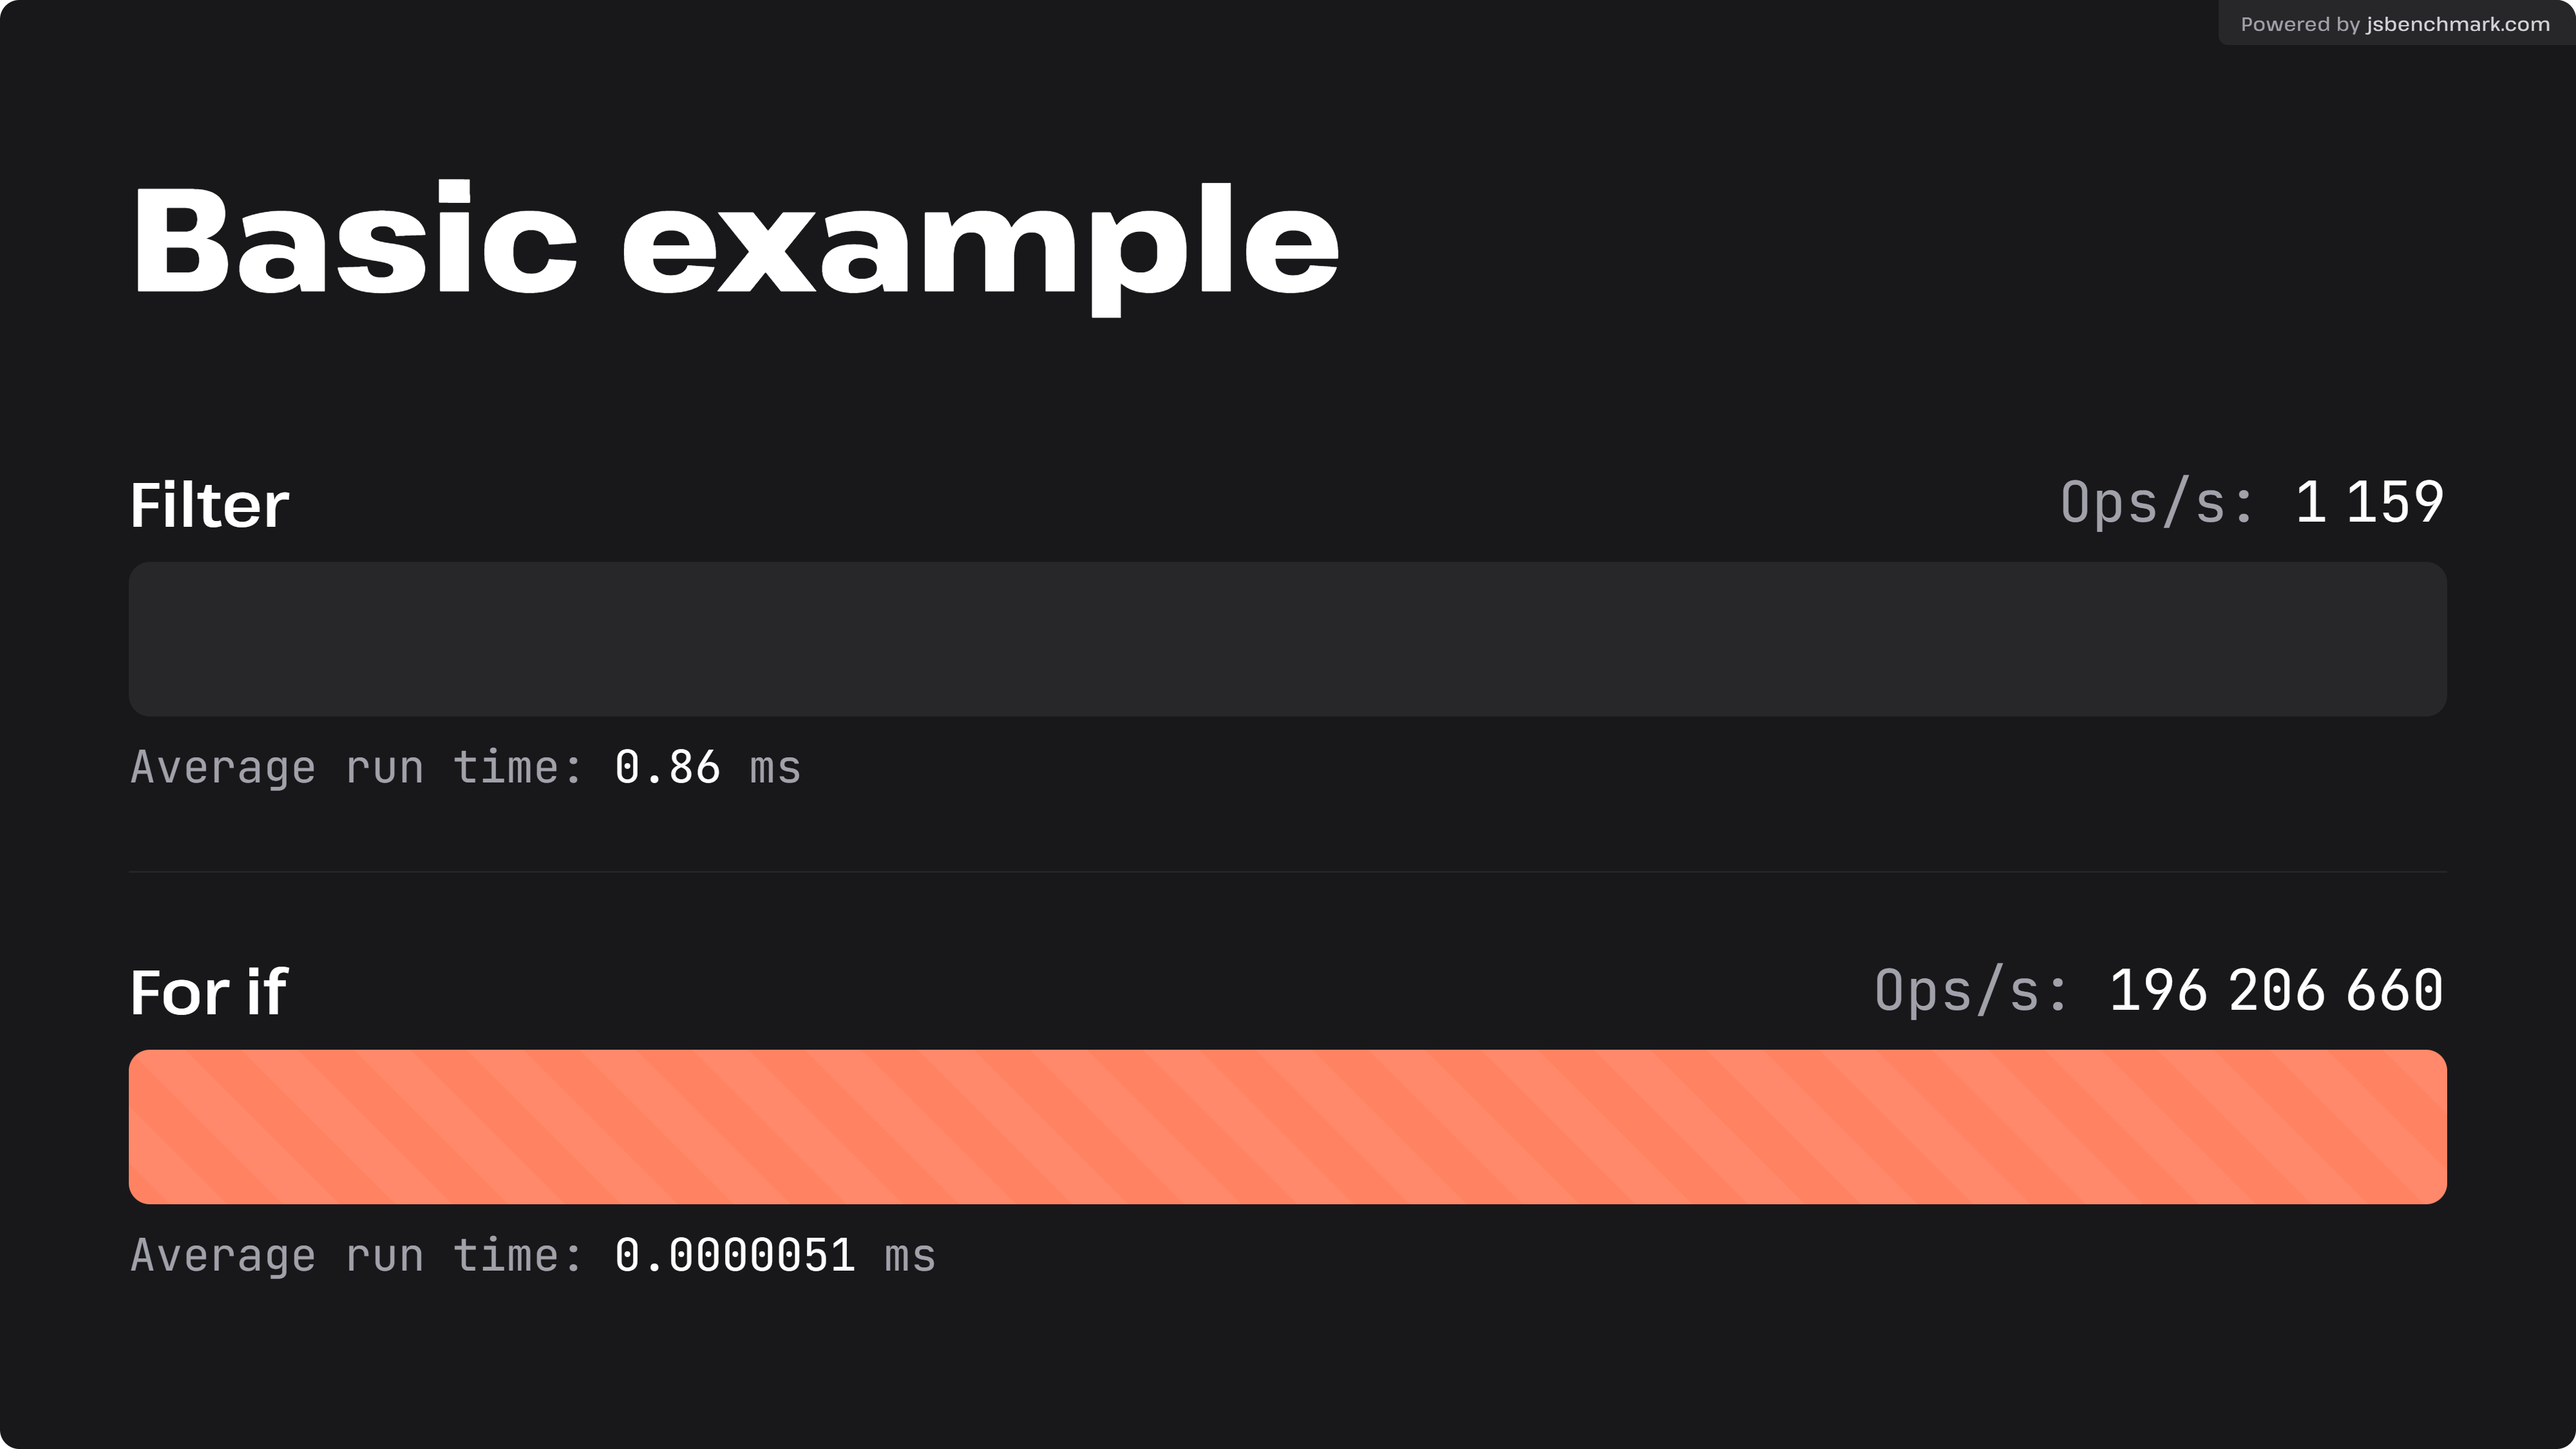 Powered by jsbenchmark.com
Basic example
Filter
Ops/s: 1 159
Average run time: 0.86 ms
For if
Ops/s: 196 206 660
Average run time: 0.0000051 ms